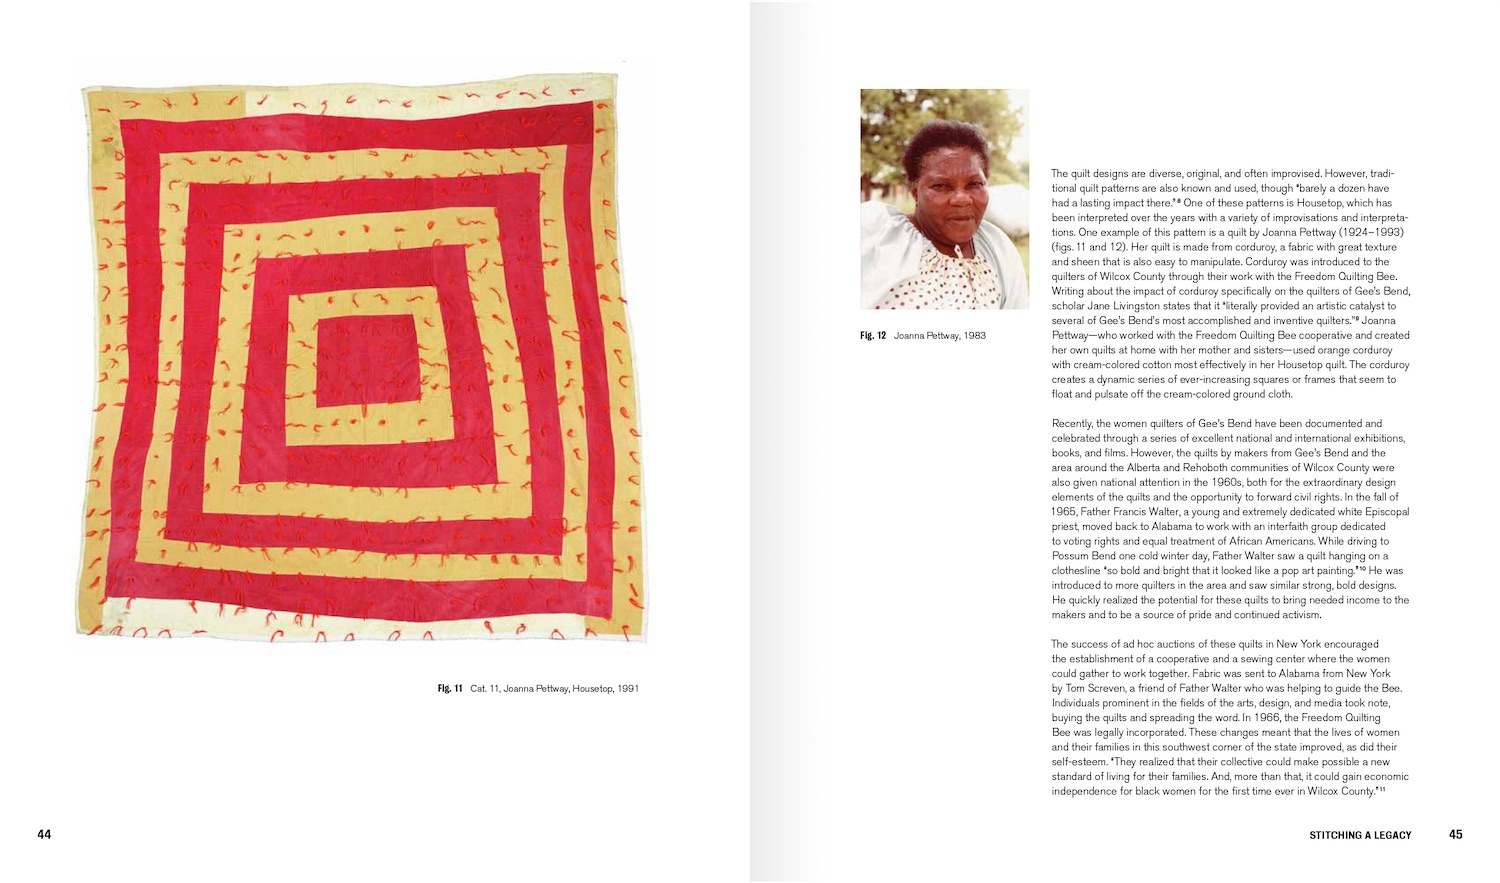 Fig. 11 Cat. 11, Joanna Pettway, Housetop, 1991
44
Fig. 12 Joanna Pettway, 1983
The quilt designs are diverse, original, and often improvised. However, tradi-
tional quilt patterns are also known and used, though “barely a dozen have
had a lasting impact there.”⁸ One of these patterns is Housetop, which has
been interpreted over the years with a variety of improvisations and interpreta-
tions. One example of this pattern is a quilt by Joanna Pettway (1924–1993)
(figs. 11 and 12). Her quilt is made from corduroy, a fabric with great texture
and sheen that is also easy to manipulate. Corduroy was introduced to the
quilters of Wilcox County through their work with the Freedom Quilting Bee.
Writing about the impact of corduroy specifically on the quilters of Gee’s Bend,
scholar Jane Livingston states that it “literally provided an artistic catalyst to
several of Gee’s Bend’s most accomplished and inventive quilters.”⁹ Joanna
Pettway—who worked with the Freedom Quilting Bee cooperative and created
her own quilts at home with her mother and sisters—used orange corduroy
with cream-colored cotton most effectively in her Housetop quilt. The corduroy
creates a dynamic series of ever-increasing squares or frames that seem to
float and pulsate off the cream-colored ground cloth.
Recently, the women quilters of Gee’s Bend have been documented and
celebrated through a series of excellent national and international exhibitions,
books, and films. However, the quilts by makers from Gee’s Bend and the
area around the Alberta and Rehoboth communities of Wilcox County were
also given national attention in the 1960s, both for the extraordinary design
elements of the quilts and the opportunity to forward civil rights. In the fall of
1965, Father Francis Walter, a young and extremely dedicated white Episcopal
priest, moved back to Alabama to work with an interfaith group dedicated
to voting rights and equal treatment of African Americans. While driving to
Possum Bend one cold winter day, Father Walter saw a quilt hanging on a
clothesline “so bold and bright that it looked like a pop art painting.”¹⁰ He was
introduced to more quilters in the area and saw similar strong, bold designs.
He quickly realized the potential for these quilts to bring needed income to the
makers and to be a source of pride and continued activism.
The success of ad hoc auctions of these quilts in New York encouraged
the establishment of a cooperative and a sewing center where the women
could gather to work together. Fabric was sent to Alabama from New York
by Tom Screven, a friend of Father Walter who was helping to guide the Bee.
Individuals prominent in the fields of the arts, design, and media took note,
buying the quilts and spreading the word. In 1966, the Freedom Quilting
Bee was legally incorporated. These changes meant that the lives of women
and their families in this southwest corner of the state improved, as did their
self-esteem. “They realized that their collective could make possible a new
standard of living for their families. And, more than that, it could gain economic
independence for black women for the first time ever in Wilcox County.”¹¹
STITCHING A LEGACY 45